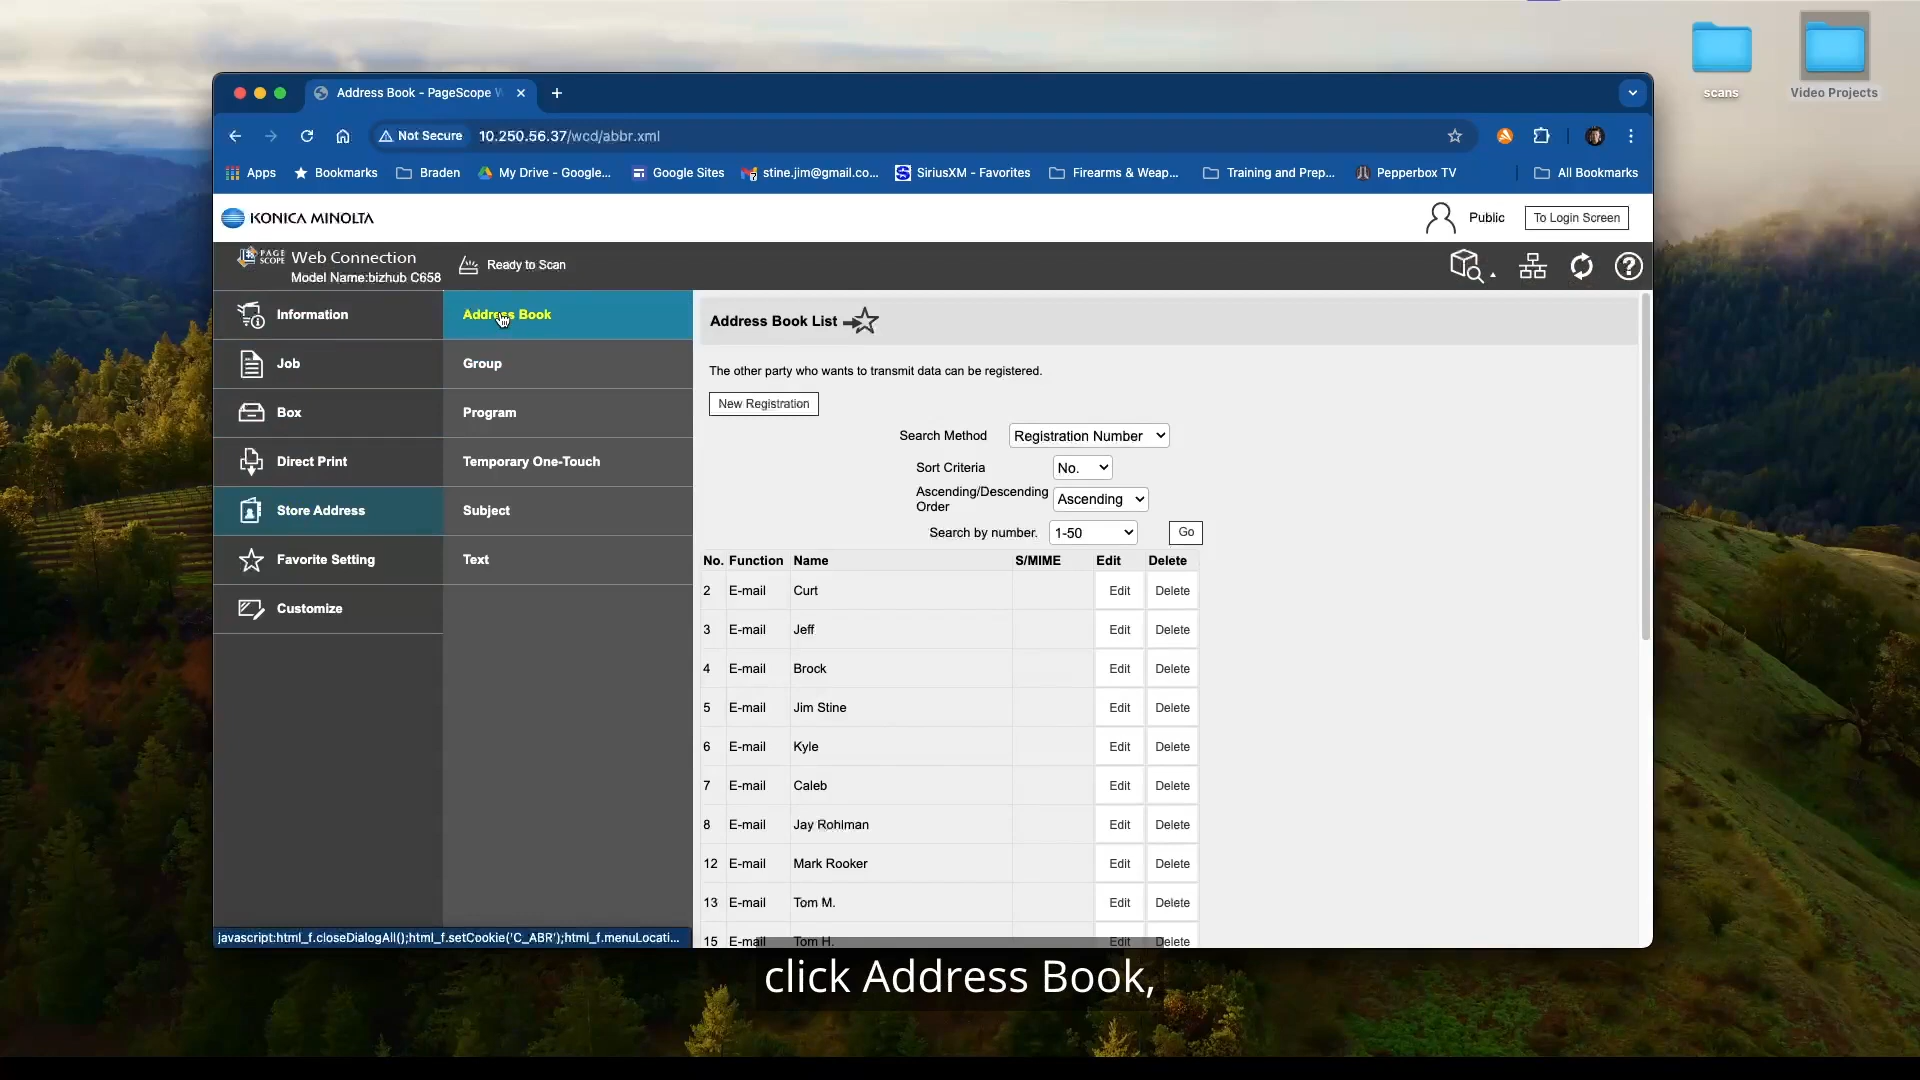 scans
Video Projects
Address Book - PageScope W
Not Secure 10.250.56.37/wcd/abbr.xml
Apps Bookmarks Braden My Drive - Google... Google Sites stine.jim@gmail.co... SiriusXM - Favorites Firearms & Weap... Training and Prep... Pepperbox TV All Bookmarks
KONICA MINOLTA Public To Login Screen
PAGE SCOPE Web Connection
Model Name:bizhub C658
Ready to Scan
Information
Job
Box
Direct Print
Store Address
Favorite Setting
Customize
Address Book
Group
Program
Temporary One-Touch
Subject
Text
Address Book List
The other party who wants to transmit data can be registered.
New Registration
Search Method Registration Number
Sort Criteria No.
Ascending/Descending Order Ascending
Search by number. 1-50 Go
No. Function Name S/MIME Edit Delete
2 E-mail Curt Edit Delete
3 E-mail Jeff Edit Delete
4 E-mail Brock Edit Delete
5 E-mail Jim Stine Edit Delete
6 E-mail Kyle Edit Delete
7 E-mail Caleb Edit Delete
8 E-mail Jay Rohlman Edit Delete
12 E-mail Mark Rooker Edit Delete
13 E-mail Tom M. Edit Delete
15 E-mail Tom H. Edit Delete
javascript:html_f.closeDialogAll();html_f.setCookie('C_ABR');html_f.menuLocati...
click Address Book,